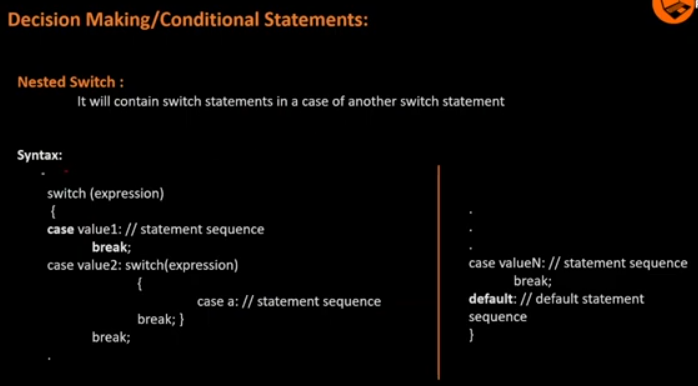 Decision Making/Conditional Statements:
Nested Switch :
It will contain switch statements in a case of another switch statement
Syntax:
switch (expression)
{
case value1: // statement sequence
break;
case value2: switch(expression)
{
case a: // statement sequence
break; }
break;
.
.
.
.
case valueN: // statement sequence
break;
default: // default statement
sequence
}